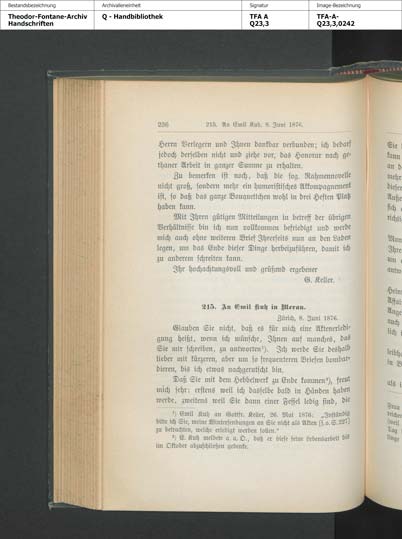 Bestandsbezeichnung
Archivalieneinheit
Signatur
Image-Bezeichnung
Theodor-Fontane-Archiv
Handschriften
Q - Handbibliothek
TFA A
Q23,3
TFA-A-
Q23,3,0242
226 215. An Emil Kuh, 8. Juni 1876.
Herrn Verlegern und Ihnen dankbar verbunden; ich bedarf
jedoch derselben nicht und ziehe vor, das Honorar nach ge-
thaner Arbeit in ganzer Summe zu erhalten.
Zu bemerken ist noch, daß die sog. Rahmennovelle
nicht groß, sondern mehr ein humoristisches Akkompagnement
ist, so daß das ganze Bouquetchen wohl in drei Heften Platz
haben kann.
Mit Ihren gütigen Mitteilungen in betreff der übrigen
Verhältnisse bin ich nun vollkommen befriedigt und werde
mich auch ohne weiteren Brief Ihrerseits nun an den Laden
legen, um das Ende dieser Dinge herbeizuführen, damit ich
zu anderem schreiten kann.
Ihr hochachtungsvoll und grüßend ergebener
G. Keller.
215. An Emil Kuh in Meran.
Zürich, 8. Juni 1876.
Glauben Sie nicht, daß es für mich eine Aktenerledi-
gung heißt, wenn ich wünsche, Ihnen auf manches, das
Sie mir schreiben, zu antworten¹). Ich werde Sie deshalb
lieber mit kürzeren, aber um so frequenteren Briefen bombar-
dieren, bis ich etwas nachgerutscht bin.
Daß Sie mit dem Hebbelwerk zu Ende kommen²), freut
mich sehr: erstens weil ich dasselbe bald in Händen haben
werde, zweitens weil Sie dann einer Fessel ledig sind, die
¹) Emil Kuh an Gottfr. Keller, 26. Mai 1876. „Inständig
bitte ich Sie, meine Wintersendungen an Sie nicht als Akten [s. o. S. 227]
zu betrachten, welche erledigt werden sollen."
²) E. Kuh meldete a. a. O., daß er diese seine Lebensarbeit bis
im Oktober abzuschließen gedenke.